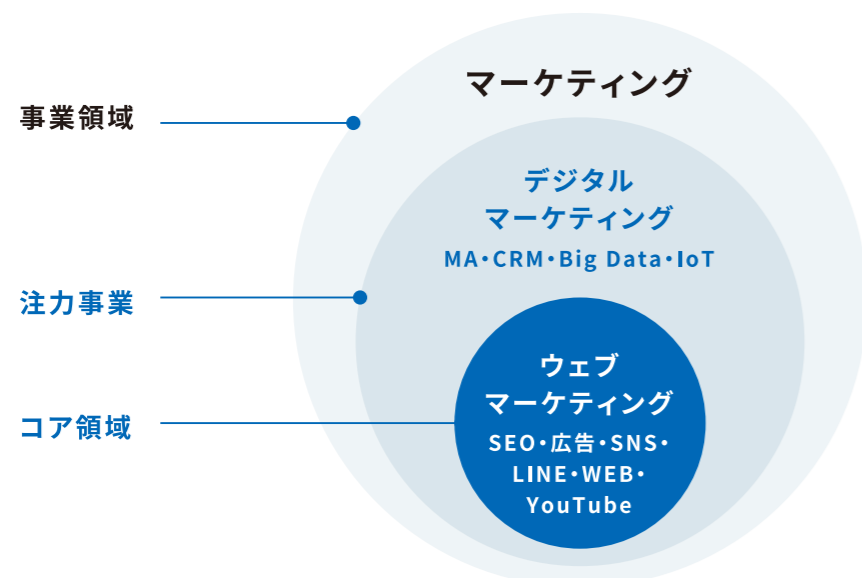 マーケティング
事業領域
デジタル
マーケティング
MA・CRM・Big Data・IoT
注力事業
ウェブ
マーケティング
コア領域
SEO・広告・SNS・
LINE・WEB・
YouTube